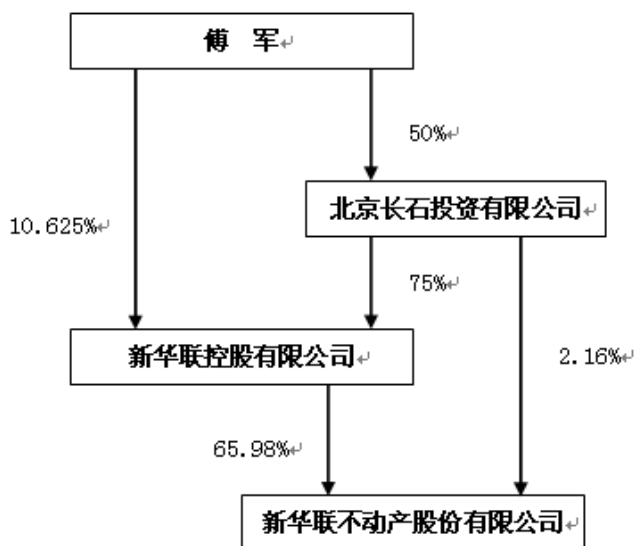 傅 军
50%
北京长石投资有限公司
10.625%
75%
新华联控股有限公司
2.16%
65.98%
新华联不动产股份有限公司